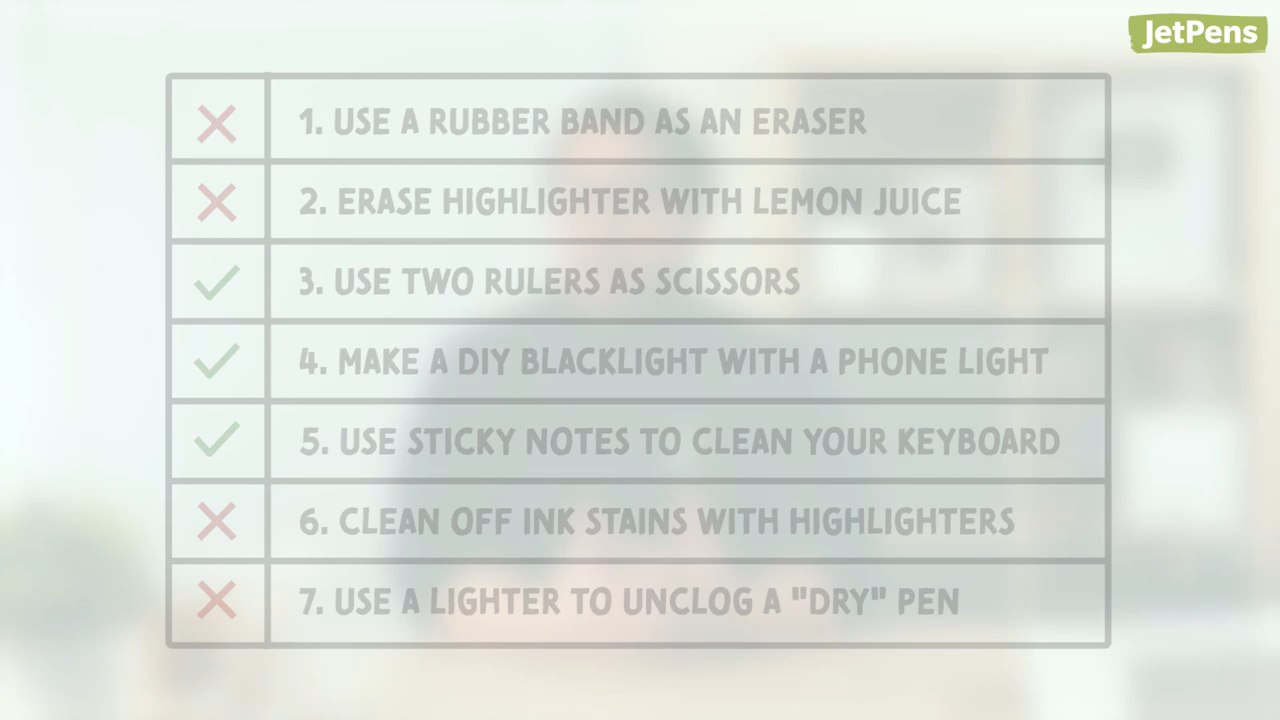 JetPens
1. USE A RUBBER BAND AS AN ERASER
2. ERASE HIGHLIGHTER WITH LEMON JUICE
3. USE TWO RULERS AS SCISSORS
4. MAKE A DIY BLACKLIGHT WITH A PHONE LIGHT
5. USE STICKY NOTES TO CLEAN YOUR KEYBOARD
6. CLEAN OFF INK STAINS WITH HIGHLIGHTERS
7. USE A LIGHTER TO UNCLOG A "DRY" PEN